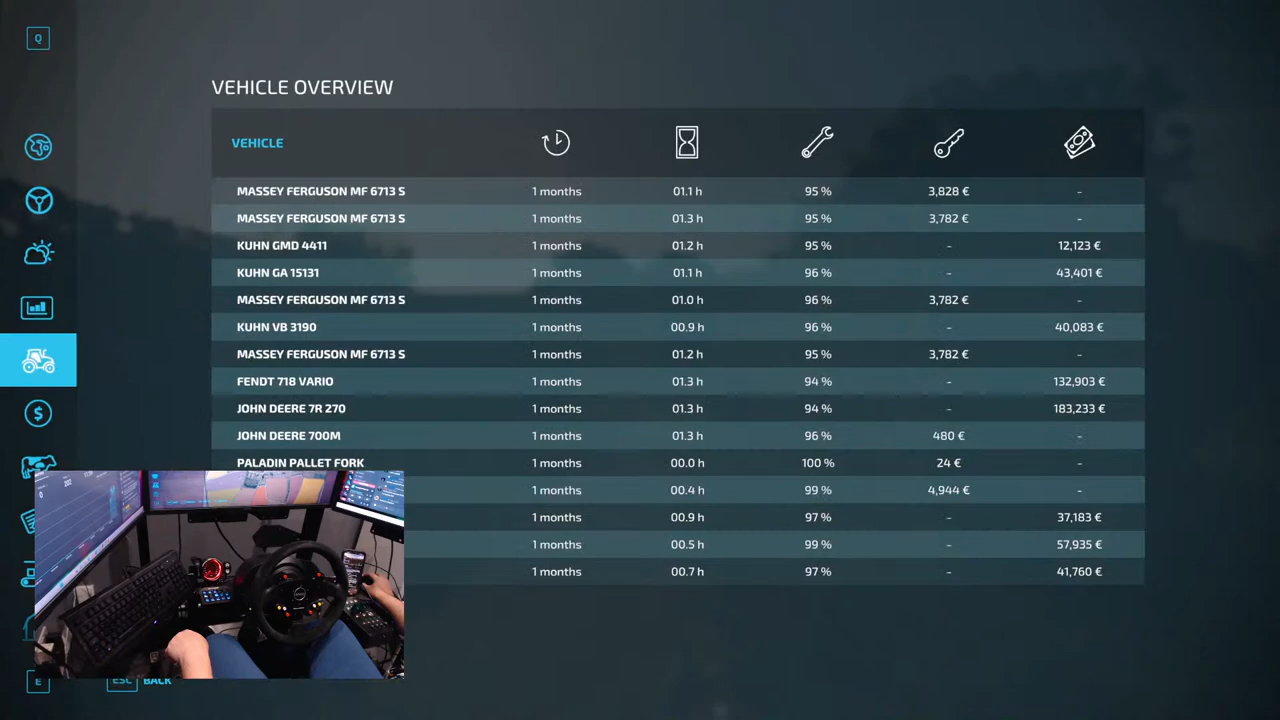 Q
VEHICLE OVERVIEW
VEHICLE
MASSEY FERGUSON MF 6713 S 1 months 01.1 h 95 % 3,828 € -
MASSEY FERGUSON MF 6713 S 1 months 01.3 h 95 % 3,782 € -
KUHN GMD 4411 1 months 01.2 h 95 % - 12,123 €
KUHN GA 15131 1 months 01.1 h 96 % - 43,401 €
MASSEY FERGUSON MF 6713 S 1 months 01.0 h 96 % 3,782 € -
KUHN VB 3190 1 months 00.9 h 96 % - 40,083 €
MASSEY FERGUSON MF 6713 S 1 months 01.2 h 95 % 3,782 € -
FENDT 718 VARIO 1 months 01.3 h 94 % - 132,903 €
JOHN DEERE 7R 270 1 months 01.3 h 94 % - 183,233 €
JOHN DEERE 700M 1 months 01.3 h 96 % 480 € -
PALADIN PALLET FORK 1 months 00.0 h 100 % 24 € -
1 months 00.4 h 99 % 4,944 € -
1 months 00.9 h 97 % - 37,183 €
1 months 00.5 h 99 % - 57,935 €
1 months 00.7 h 97 % - 41,760 €
E ESC BACK